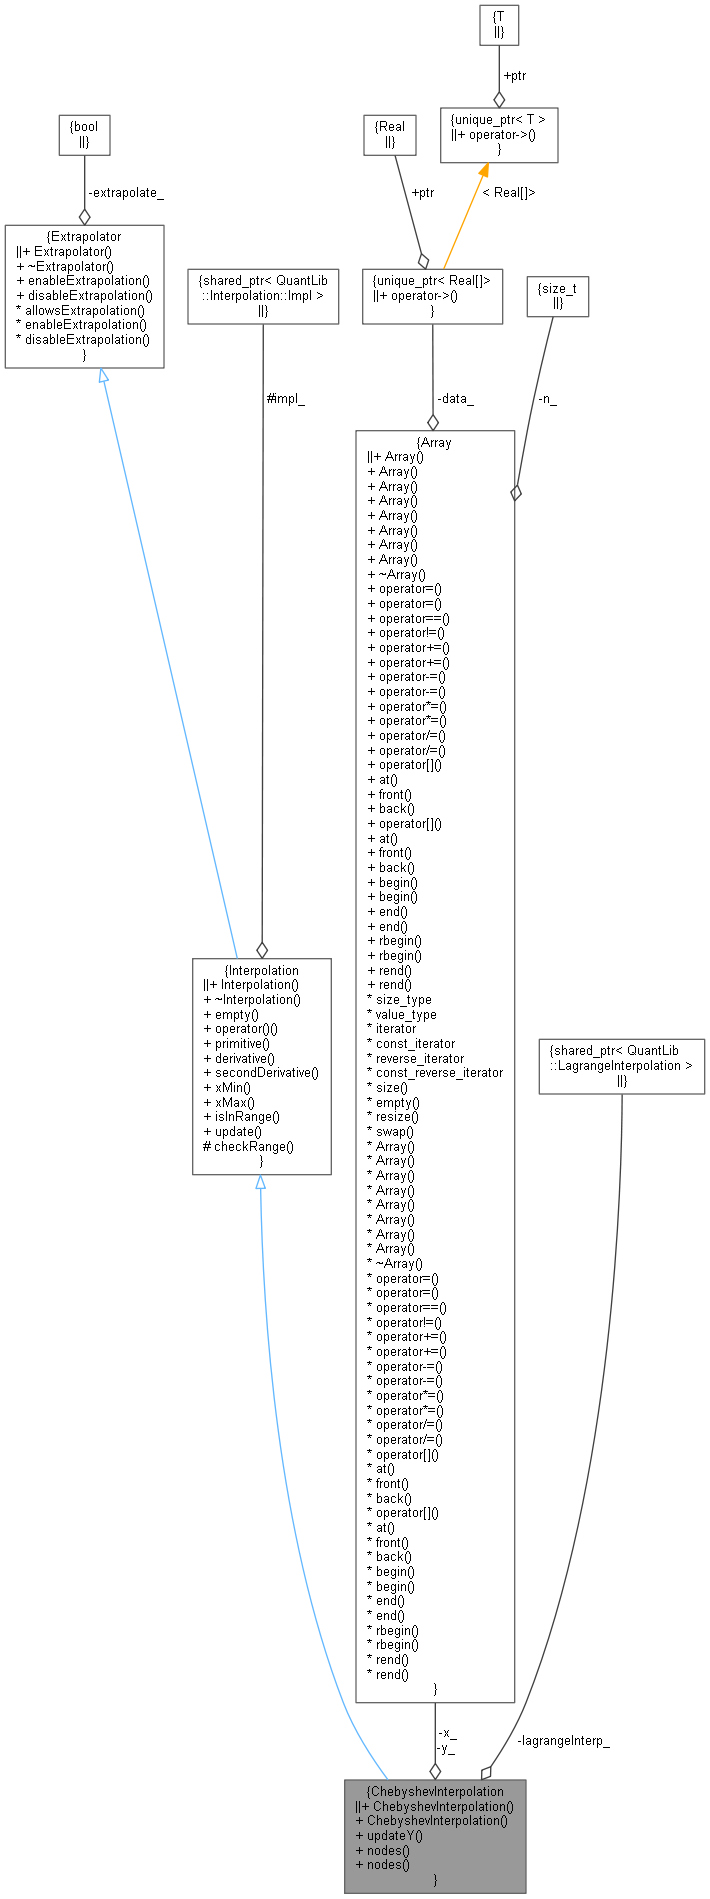 {T
||}
+ptr
{unique_ptr< T >
||+ operator->()
}
{bool
||}
{Real
||}
-extrapolate_
+ptr
< Real[]>
{Extrapolator
||+ Extrapolator()
+ ~Extrapolator()
+ enableExtrapolation()
+ disableExtrapolation()
* allowsExtrapolation()
* enableExtrapolation()
* disableExtrapolation()
}
{shared_ptr< QuantLib
::Interpolation::Impl >
||}
{unique_ptr< Real[]>
||+ operator->()
}
{size_t
||}
#impl_
-data_
-n_
{Array
||+ Array()
+ Array()
+ Array()
+ Array()
+ Array()
+ Array()
+ Array()
+ Array()
+ ~Array()
+ operator=()
+ operator=()
+ operator==()
+ operator!=()
+ operator+=()
+ operator+=()
+ operator-=()
+ operator-=()
+ operator*=()
+ operator*=()
+ operator/=()
+ operator/=()
+ operator[]()
+ at()
+ front()
+ back()
+ operator[]()
+ at()
+ front()
+ back()
+ begin()
+ begin()
+ end()
+ end()
+ rbegin()
+ rbegin()
+ rend()
+ rend()
* size_type
* value_type
* iterator
* const_iterator
* reverse_iterator
* const_reverse_iterator
* size()
* empty()
* resize()
* swap()
* Array()
* Array()
* Array()
* Array()
* Array()
* Array()
* Array()
* Array()
* ~Array()
* operator=()
* operator=()
* operator==()
* operator!=()
* operator+=()
* operator+=()
* operator-=()
* operator-=()
* operator*=()
* operator*=()
* operator/=()
* operator/=()
* operator[]()
* at()
* front()
* back()
* operator[]()
* at()
* front()
* back()
* begin()
* begin()
* end()
* end()
* rbegin()
* rbegin()
* rend()
* rend()
}
{Interpolation
||+ Interpolation()
+ ~Interpolation()
+ empty()
+ operator()()
+ primitive()
+ derivative()
+ secondDerivative()
+ xMin()
+ xMax()
+ isInRange()
+ update()
# checkRange()
}
{shared_ptr< QuantLib
::LagrangeInterpolation >
||}
-x_
-y_
-lagrangeInterp_
{ChebyshevInterpolation
||+ ChebyshevInterpolation()
+ ChebyshevInterpolation()
+ updateY()
+ nodes()
+ nodes()
}